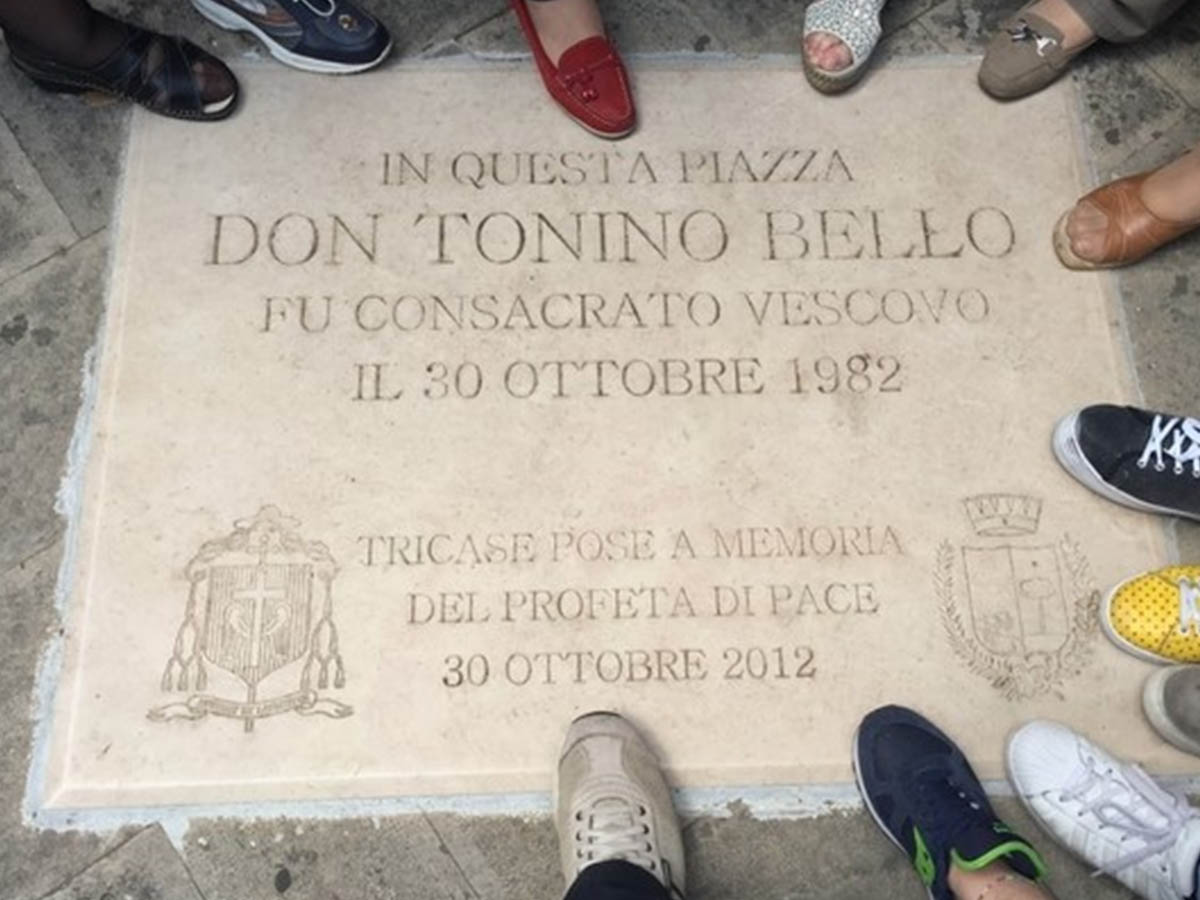 IN QUESTA PIAZZA
DON TONINO BELLO
FU CONSACRATO VESCOVO
IL 30 OTTOBRE 1982
TRICASE POSE A MEMORIA
DEL PROFETA DI PACE
30 OTTOBRE 2012